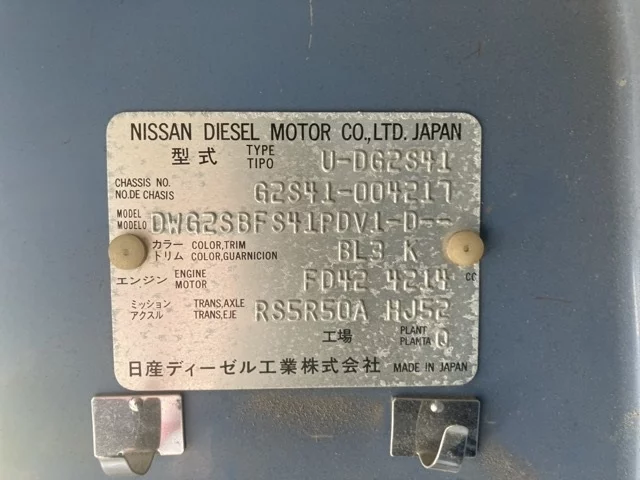 NISSAN DIESEL MOTOR CO.,LTD. JAPAN
型式 TYPE TIPO U-DG2S41
CHASSIS NO. NO.DE CHASIS G2S41-004217
MODEL MODELO DWG2SBFS41PDV1-D--
カラー トリム COLOR,TRIM COLOR,GUARNICION BL3 K
エンジン ENGINE MOTOR FD42 4214 CC
ミッション アクスル TRANS,AXLE TRANS,EJE RS5R50A HJ52
工場 PLANT PLANTA Q
日産ディーゼル工業株式会社 MADE IN JAPAN